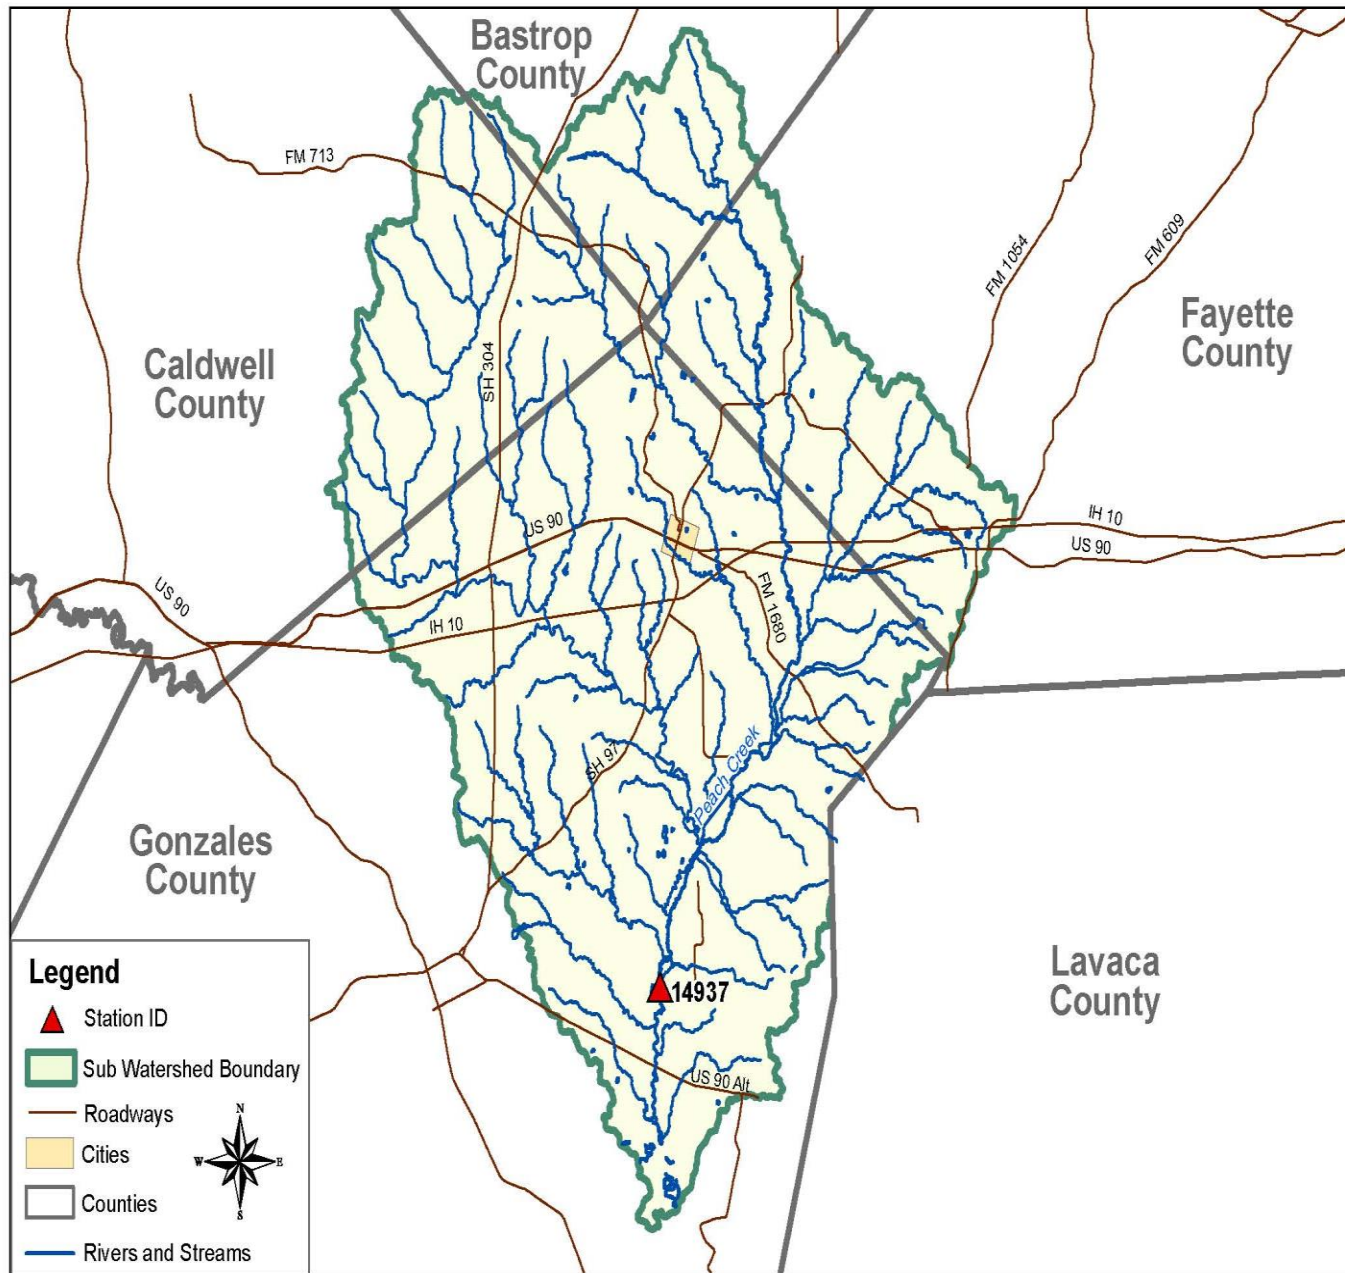 Bastrop
County
FM 713
FM 1054
FM 609
Fayette
County
Caldwell
County
SH 304
US 90
IH 10
US 90
US 90
FM 1680
IH 10
SH 97
Peach Creek
Gonzales
County
Lavaca
County
14937
US 90 Alt
Legend
Station ID
Sub Watershed Boundary
Roadways
Cities
Counties
Rivers and Streams
N
W
E
S